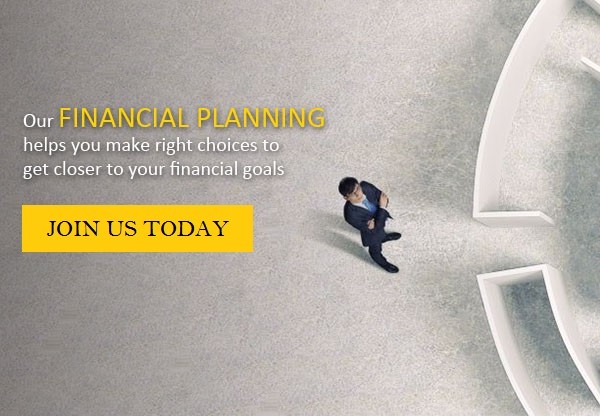 Our FINANCIAL PLANNING
helps you make right choices to
get closer to your financial goals
JOIN US TODAY